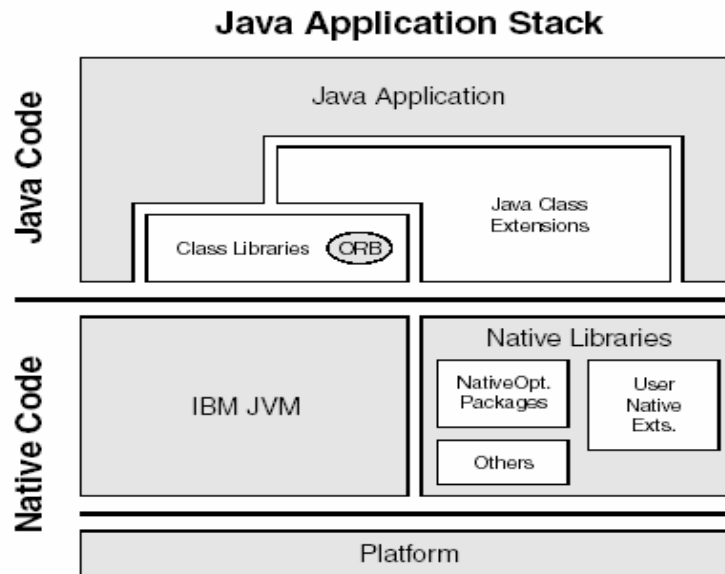 Java Application Stack
Java Code
Java Application
Java Class
Extensions
Class Libraries
ORB
Native Code
IBM JVM
Native Libraries
NativeOpt.
Packages
User
Native
Exts.
Others
Platform